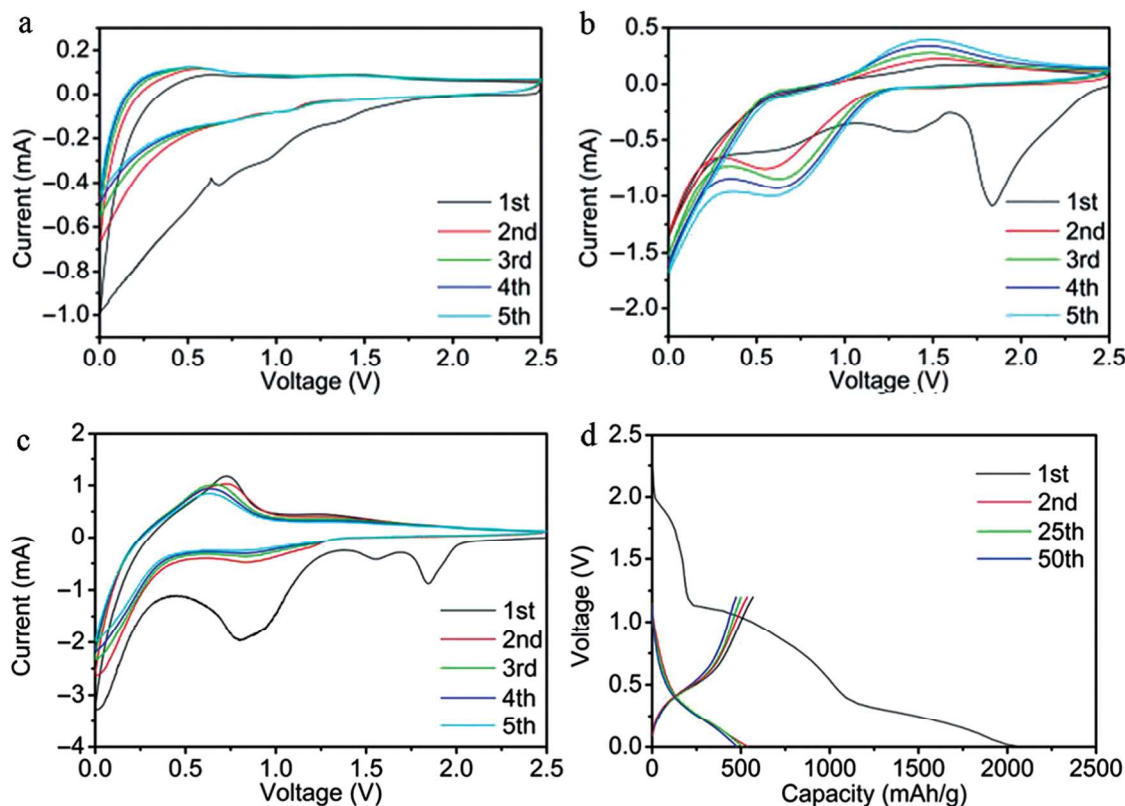 a
0.2
0.0
−0.2
−0.4
−0.6
−0.8
−1.0
Current (mA)
1st
2nd
3rd
4th
5th
0.0 0.5 1.0 1.5 2.0 2.5
Voltage (V)
b
0.5
0.0
−0.5
−1.0
−1.5
−2.0
Current (mA)
1st
2nd
3rd
4th
5th
0.0 0.5 1.0 1.5 2.0 2.5
Voltage (V)
c
2
1
0
−1
−2
−3
−4
Current (mA)
1st
2nd
3rd
4th
5th
0.0 0.5 1.0 1.5 2.0 2.5
Voltage (V)
d
2.5
2.0
1.5
1.0
0.5
0.0
Voltage (V)
1st
2nd
25th
50th
0 500 1000 1500 2000 2500
Capacity (mAh/g)